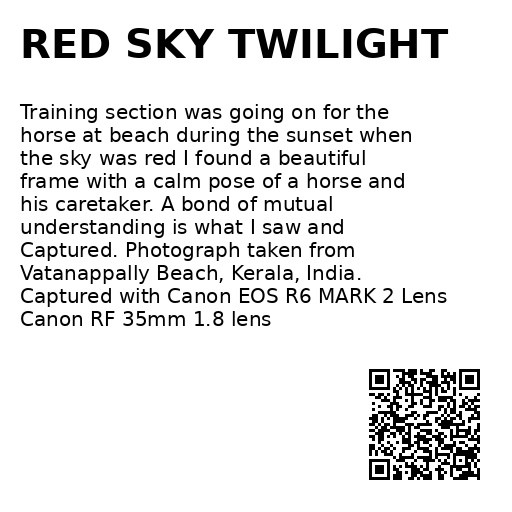 RED SKY TWILIGHT
Training section was going on for the
horse at beach during the sunset when
the sky was red I found a beautiful
frame with a calm pose of a horse and
his caretaker. A bond of mutual
understanding is what I saw and
Captured. Photograph taken from
Vatanappally Beach, Kerala, India.
Captured with Canon EOS R6 MARK 2 Lens
Canon RF 35mm 1.8 lens